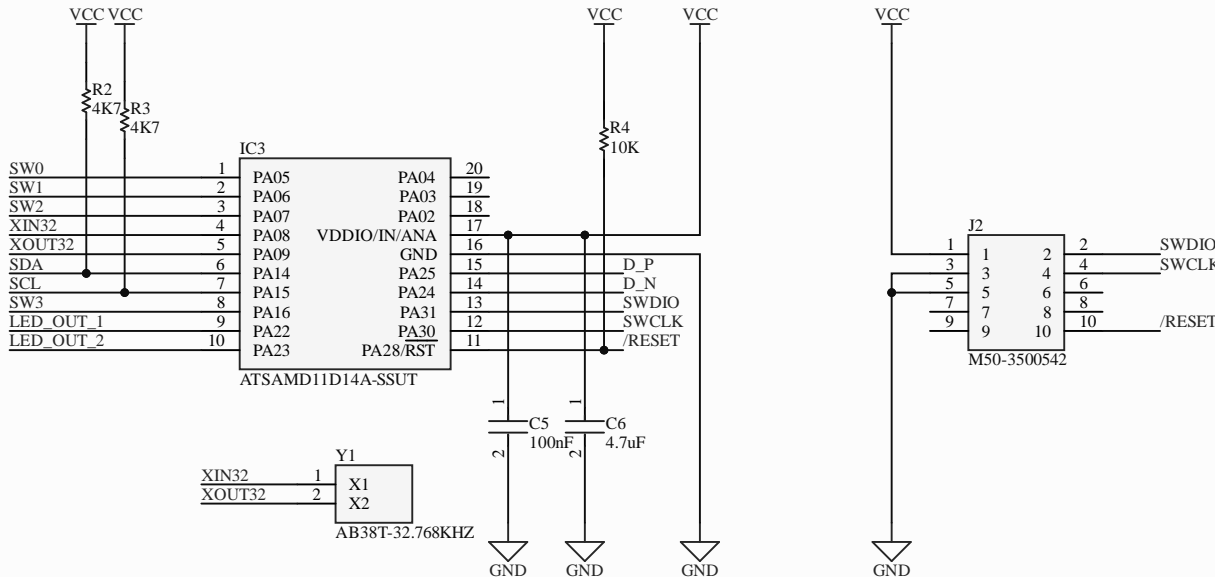 VCC VCC VCC VCC VCC
R2
4K7
R3
4K7
R4
10K
IC3
SW0 1 PA05 PA04 20
SW1 2 PA06 PA03 19
SW2 3 PA07 PA02 18
XIN32 4 PA08 VDDIO/IN/ANA 17
XOUT32 5 PA09 GND 16
SDA 6 PA14 PA25 15 D_P
SCL 7 PA15 PA24 14 D_N
SW3 8 PA16 PA31 13 SWDIO
LED_OUT_1 9 PA22 PA30 12 SWCLK
LED_OUT_2 10 PA23 PA28/RST 11 /RESET
ATSAMD11D14A-SSUT
J2
1 1 2 2 SWDIO
3 3 4 4 SWCLK
5 5 6 6
7 7 8 8
9 9 10 10 /RESET
M50-3500542
1 C5 2
100nF
1 C6 2
4.7uF
Y1
XIN32 1 X1
XOUT32 2 X2
AB38T-32.768KHZ
GND GND GND GND